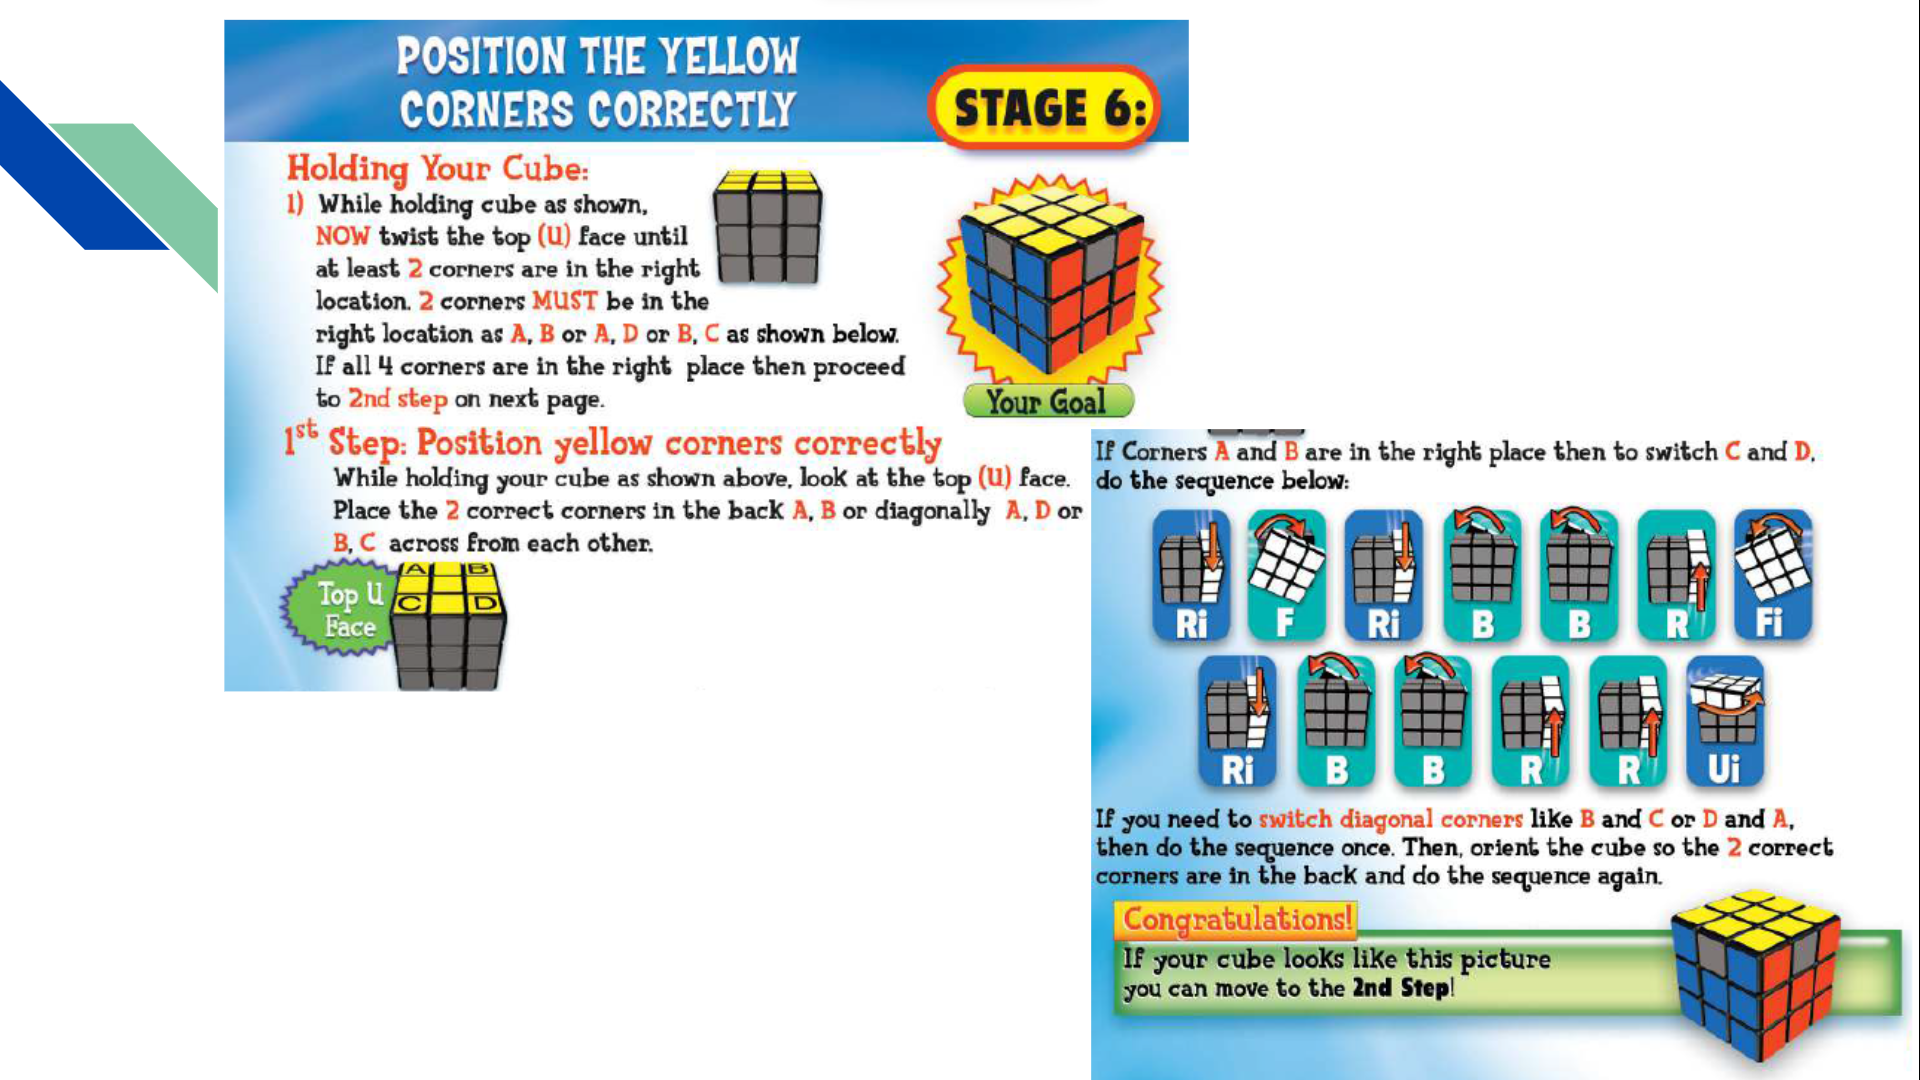 POSITION THE YELLOW
CORNERS CORRECTLY
STAGE 6:
Holding Your Cube:
1) While holding cube as shown,
NOW twist the top (U) face until
at least 2 corners are in the right
location. 2 corners MUST be in the
right location as A, B or A, D or B, C as shown below.
If all 4 corners are in the right place then proceed
to 2nd step on next page.
Your Goal
1st Step: Position yellow corners correctly
While holding your cube as shown above, look at the top (U) face.
Place the 2 correct corners in the back A, B or diagonally A, D or
B, C across from each other.
Top U
Face
A B
C D
If Corners A and B are in the right place then to switch C and D,
do the sequence below:
Ri F Ri B B R Fi
Ri B B R R Ui
If you need to switch diagonal corners like B and C or D and A,
then do the sequence once. Then, orient the cube so the 2 correct
corners are in the back and do the sequence again.
Congratulations!
If your cube looks like this picture
you can move to the 2nd Step!